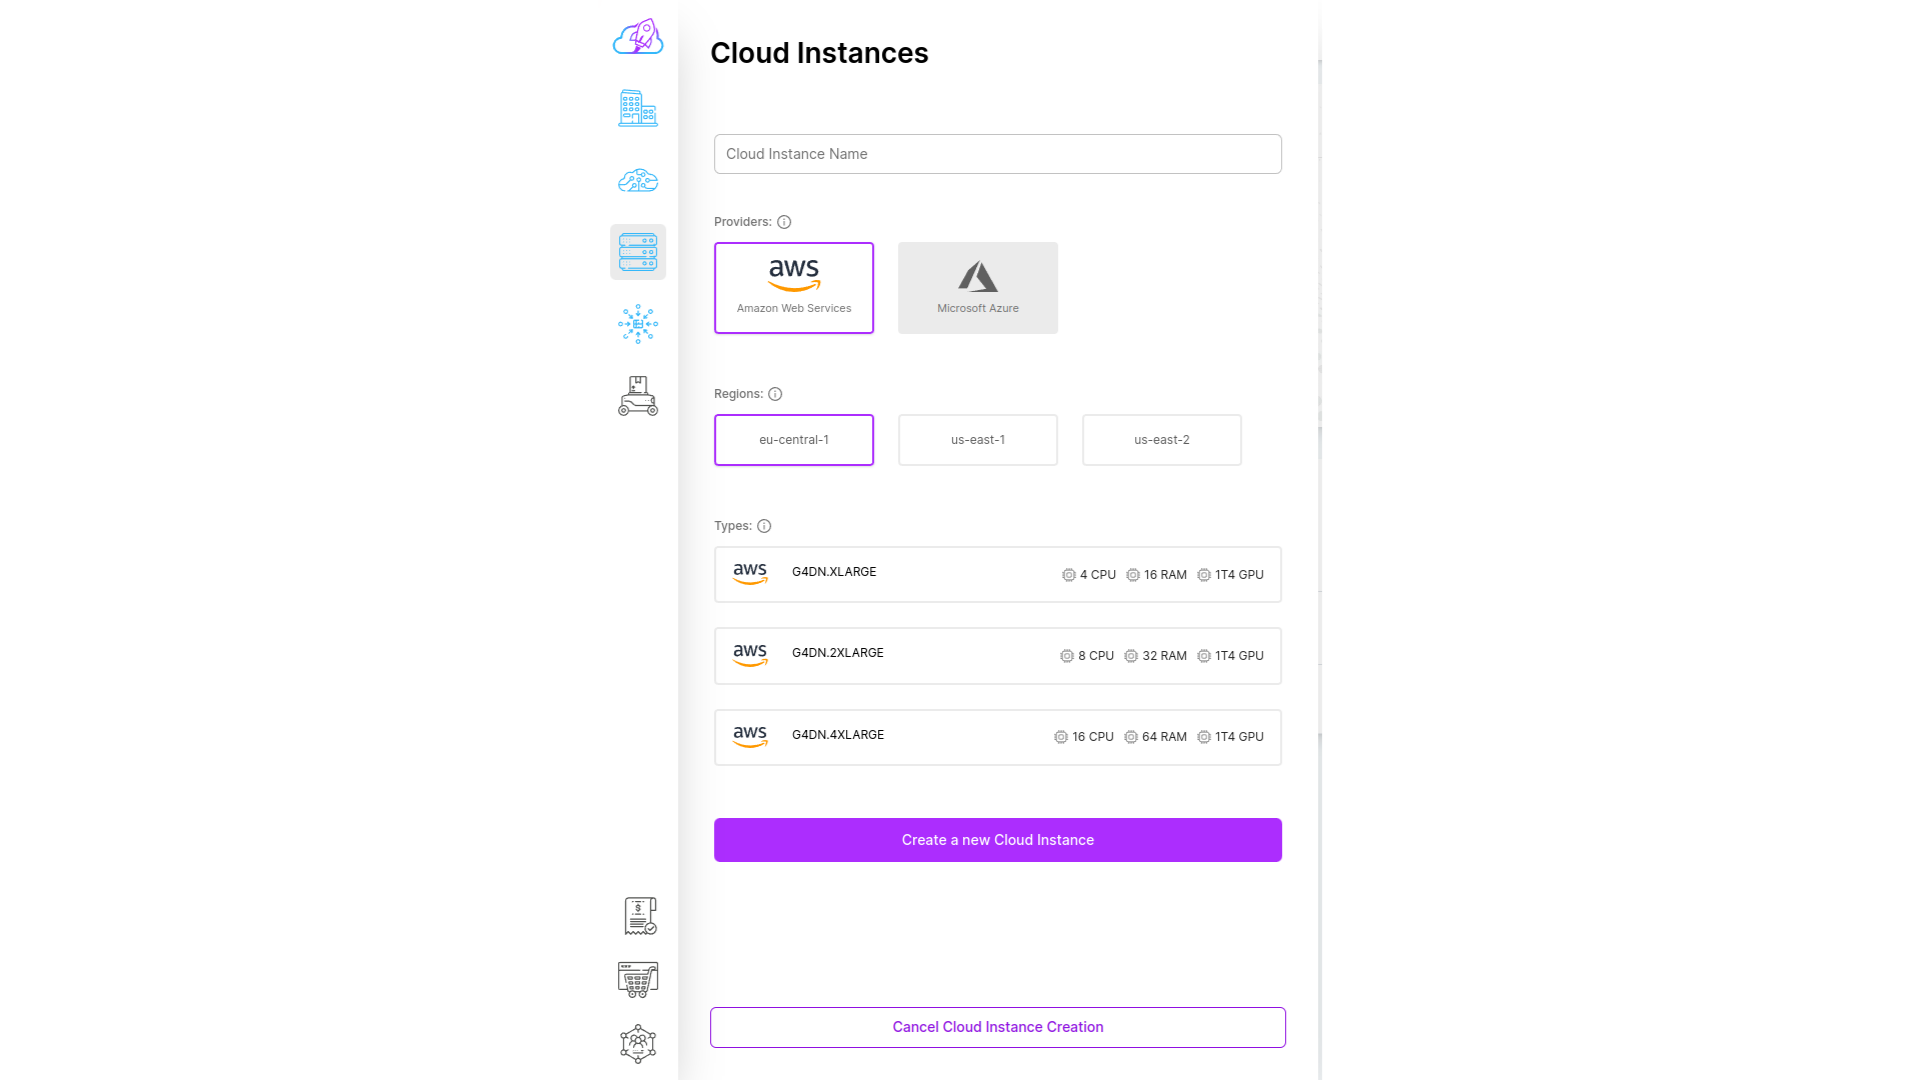 Cloud Instances
Cloud Instance Name
Providers:
aws
Amazon Web Services
Microsoft Azure
Regions:
eu-central-1
us-east-1
us-east-2
Types:
aws G4DN.XLARGE 4 CPU 16 RAM 1T4 GPU
aws G4DN.2XLARGE 8 CPU 32 RAM 1T4 GPU
aws G4DN.4XLARGE 16 CPU 64 RAM 1T4 GPU
Create a new Cloud Instance
Cancel Cloud Instance Creation